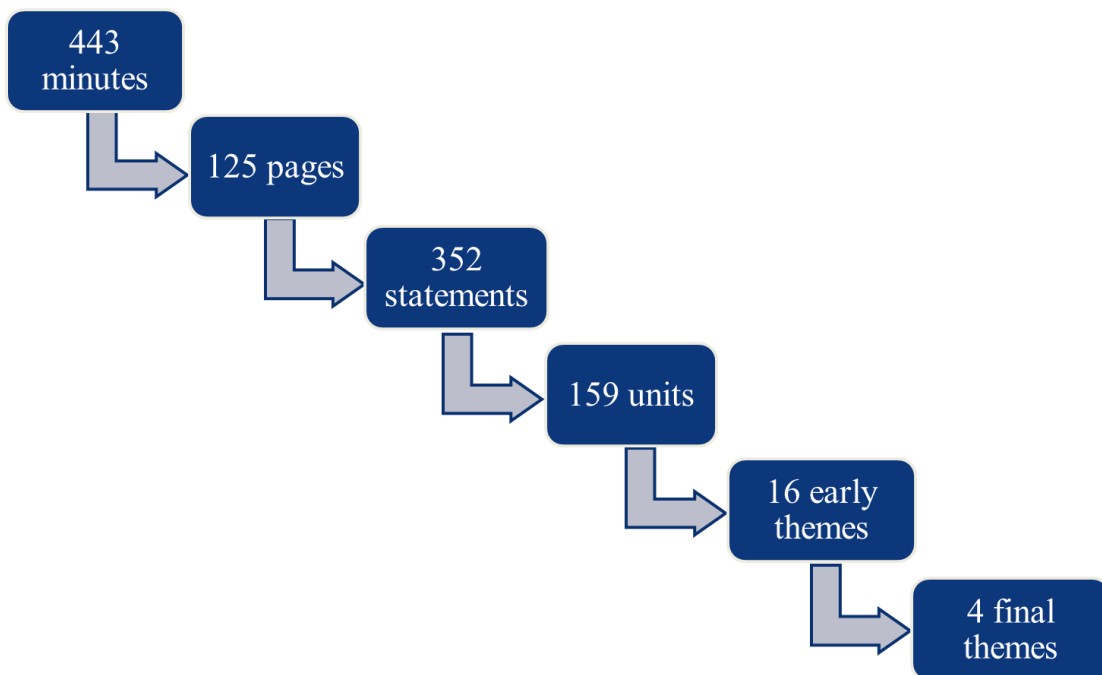 443
minutes
125 pages
352
statements
159 units
16 early
themes
4 final
themes